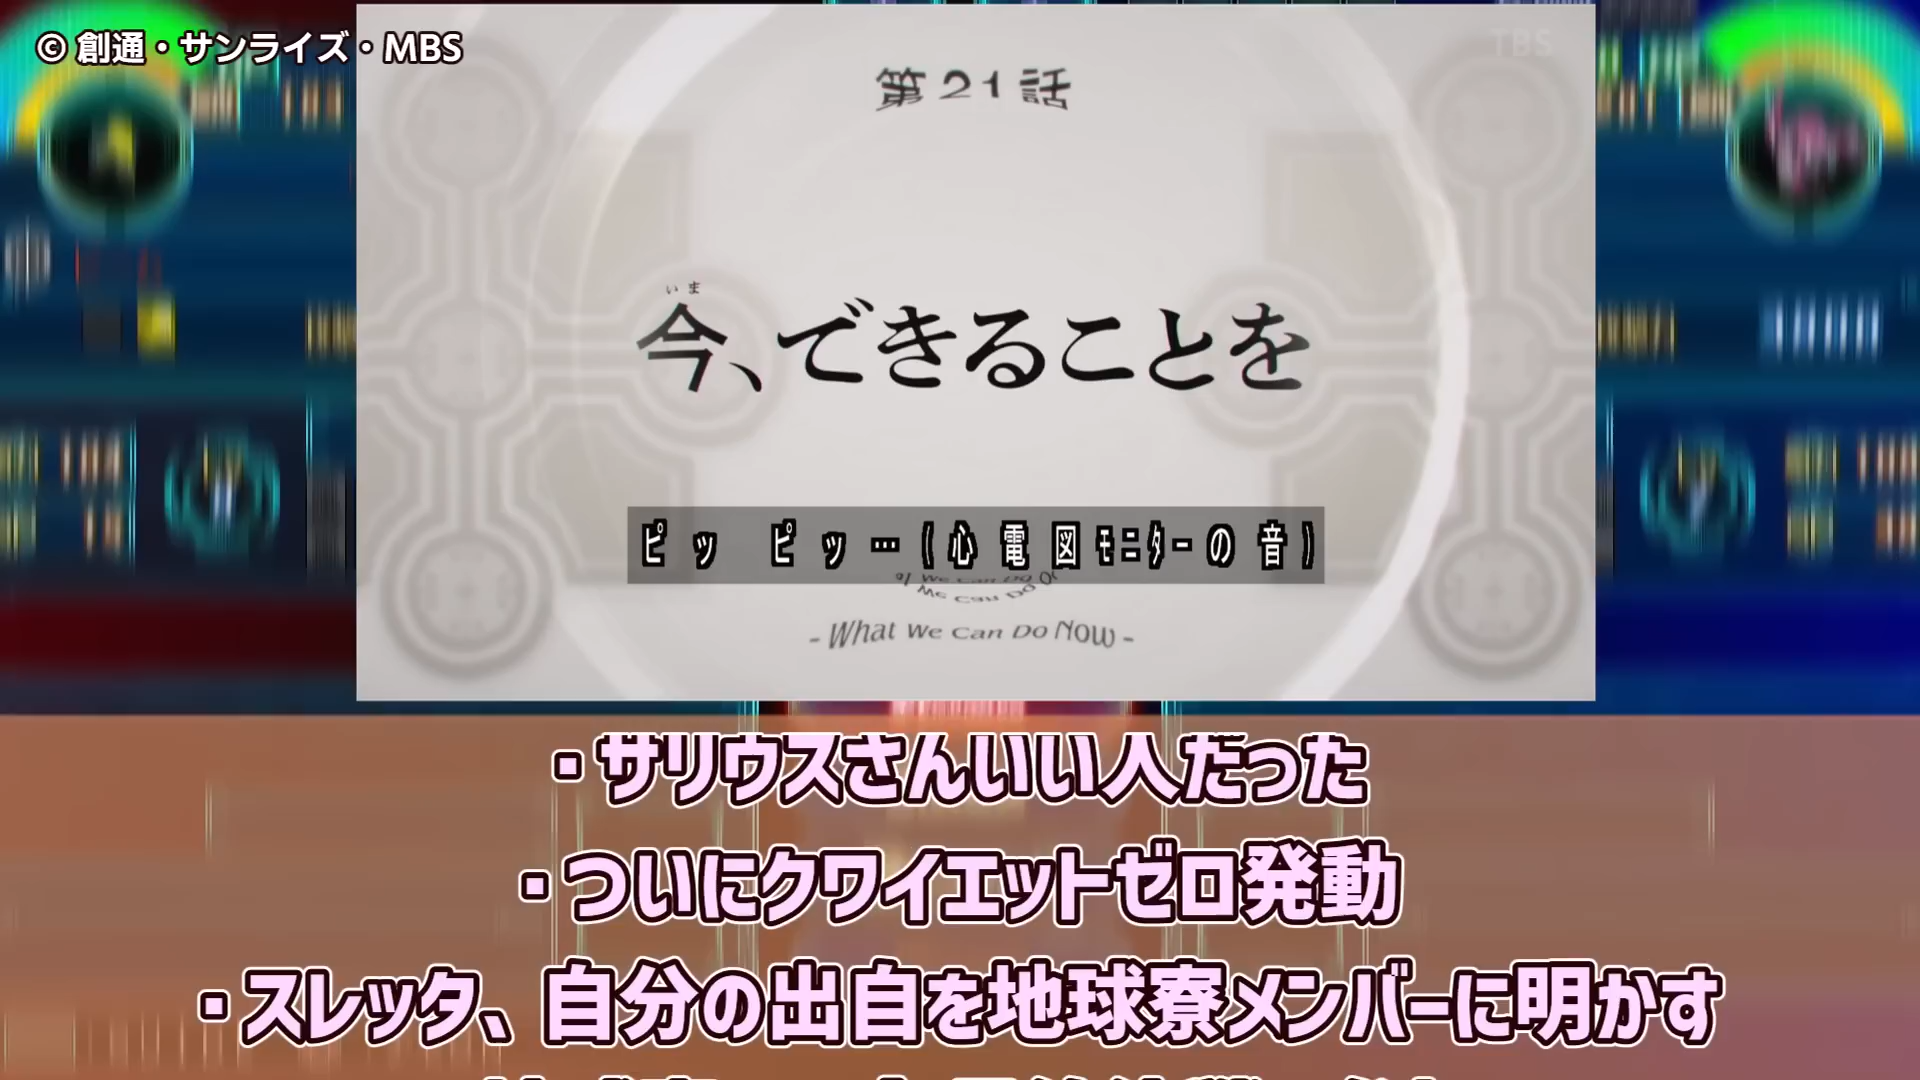 © 創通・サンライズ・MBS
TBS
第21話
いま
今、できることを
ピッ ピッ…(心電図モニターの音)
- What We Can Do Now -
・サリウスさんいい人だった
・ついにクワイエットゼロ発動
・スレッタ、自分の出自を地球寮メンバーに明かす